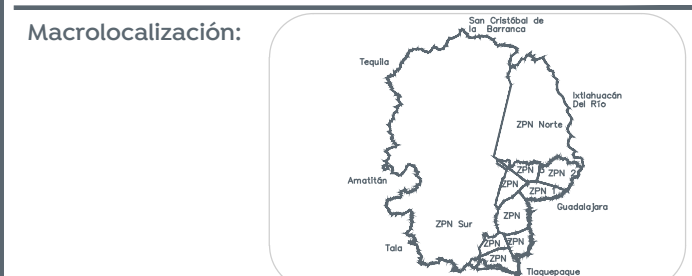 Macrolocalización:
San Cristóbal de
la Barranca
Tequila
Ixtlahuacán
Del Río
ZPN Norte
ZPN
ZPN 2
ZPN
ZPN 1
Amatitán
Guadalajara
ZPN
ZPN Sur
ZPN
ZPN
Tala
ZPN
Tlaquepaque